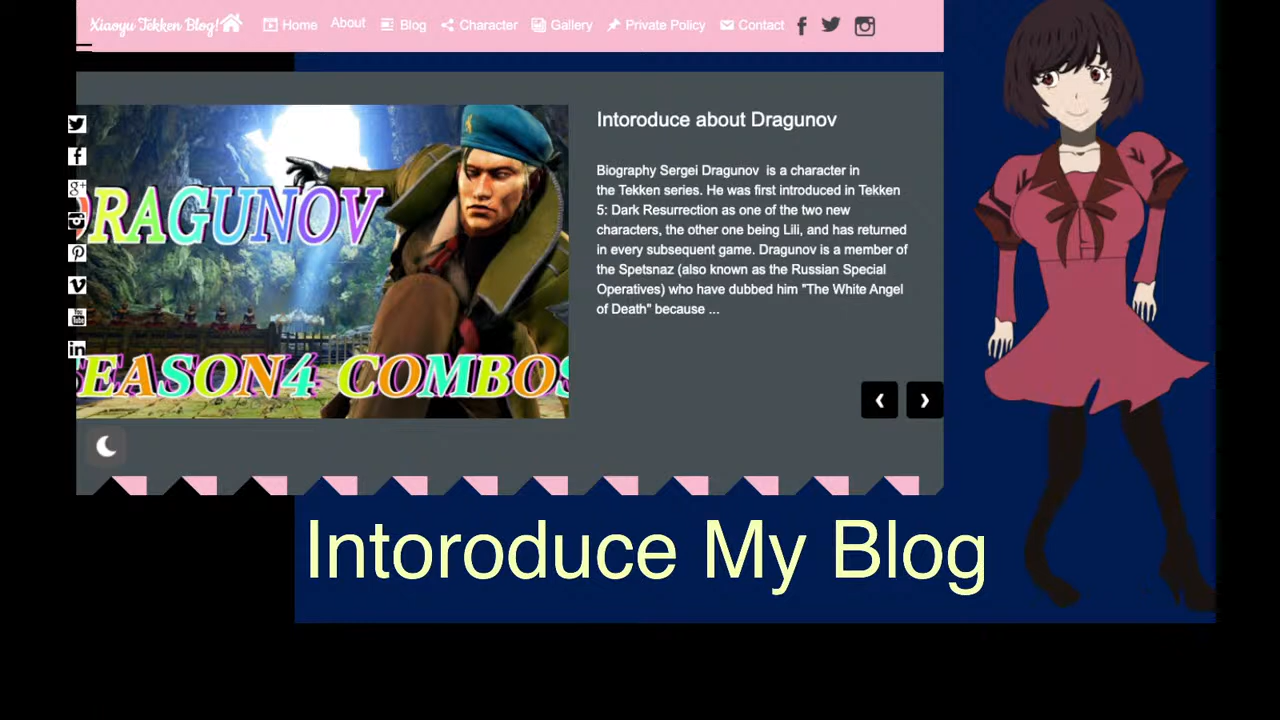 Xiaoyu Tekken Blog!
Home About Blog Character Gallery Private Policy Contact
Intoroduce about Dragunov
Biography Sergei Dragunov is a character in
the Tekken series. He was first introduced in Tekken
5: Dark Resurrection as one of the two new
characters, the other one being Lili, and has returned
in every subsequent game. Dragunov is a member of
the Spetsnaz (also known as the Russian Special
Operatives) who have dubbed him "The White Angel
of Death" because ...
DRAGUNOV
SEASON4 COMBOS
Intoroduce My Blog